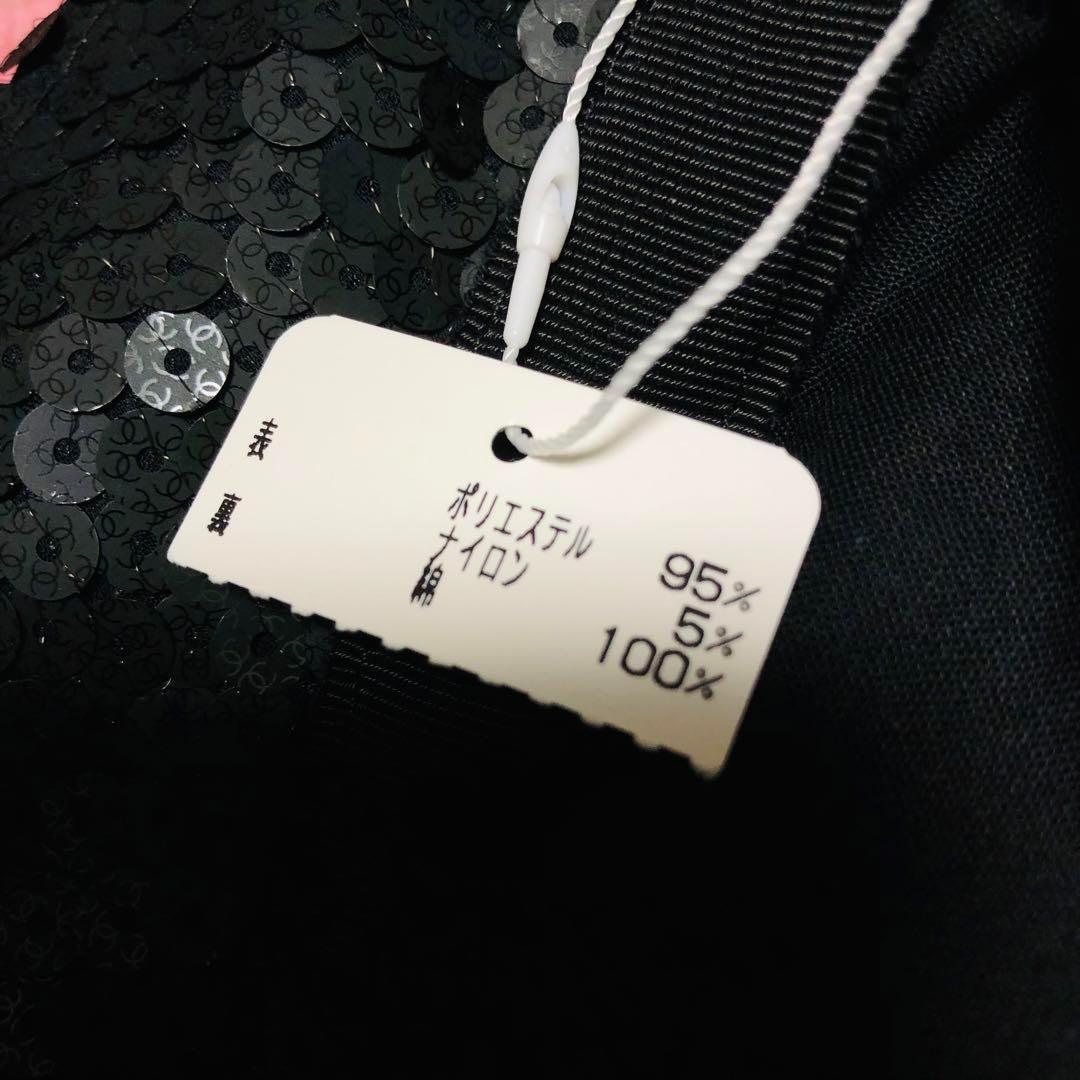 表 ポリエステル 95%
ナイロン 5%
裏 綿 100%